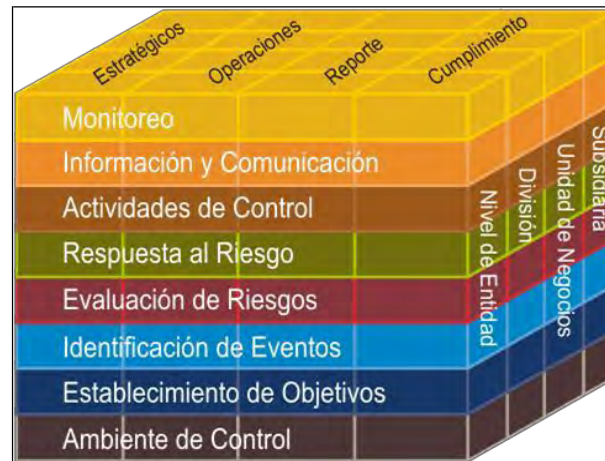 Estratégicos
Operaciones
Reporte
Cumplimiento
Monitoreo
Información y Comunicación
Actividades de Control
Respuesta al Riesgo
Evaluación de Riesgos
Identificación de Eventos
Establecimiento de Objetivos
Ambiente de Control
Nivel de Entidad
División
Unidad de Negocios
Subsidiaría